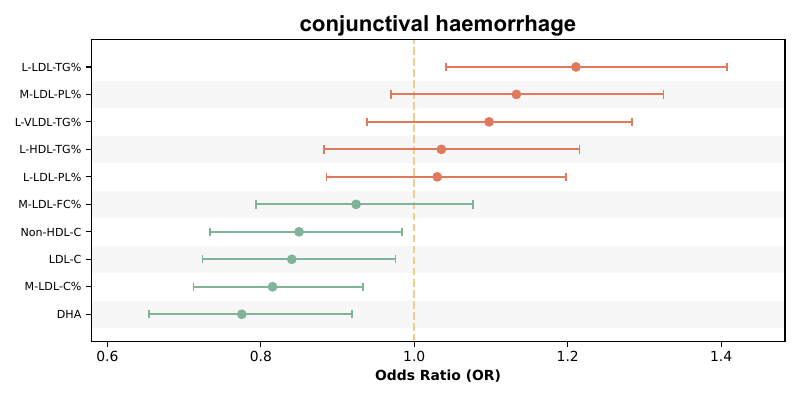 conjunctival haemorrhage
L-LDL-TG%
M-LDL-PL%
L-VLDL-TG%
L-HDL-TG%
L-LDL-PL%
M-LDL-FC%
Non-HDL-C
LDL-C
M-LDL-C%
DHA
0.6 0.8 1.0 1.2 1.4
Odds Ratio (OR)